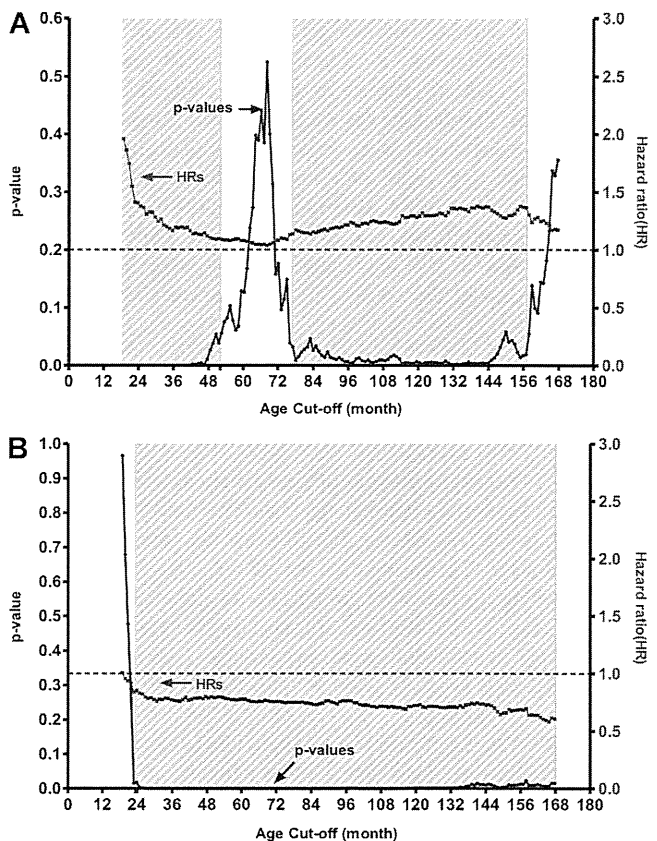 A
0.6
0.5
0.4
0.3
0.2
0.1
0.0
p-value
3.0
2.5
2.0
1.5
1.0
0.5
0.0
Hazard ratio(HR)
p-values
HRs
0 12 24 36 48 60 72 84 96 108 120 132 144 156 168 180
Age Cut-off (month)
B
1.0
0.9
0.8
0.7
0.6
0.5
0.4
0.3
0.2
0.1
0.0
p-value
3.0
2.5
2.0
1.5
1.0
0.5
0.0
Hazard ratio(HR)
HRs
p-values
0 12 24 36 48 60 72 84 96 108 120 132 144 156 168 180
Age Cut-off (month)